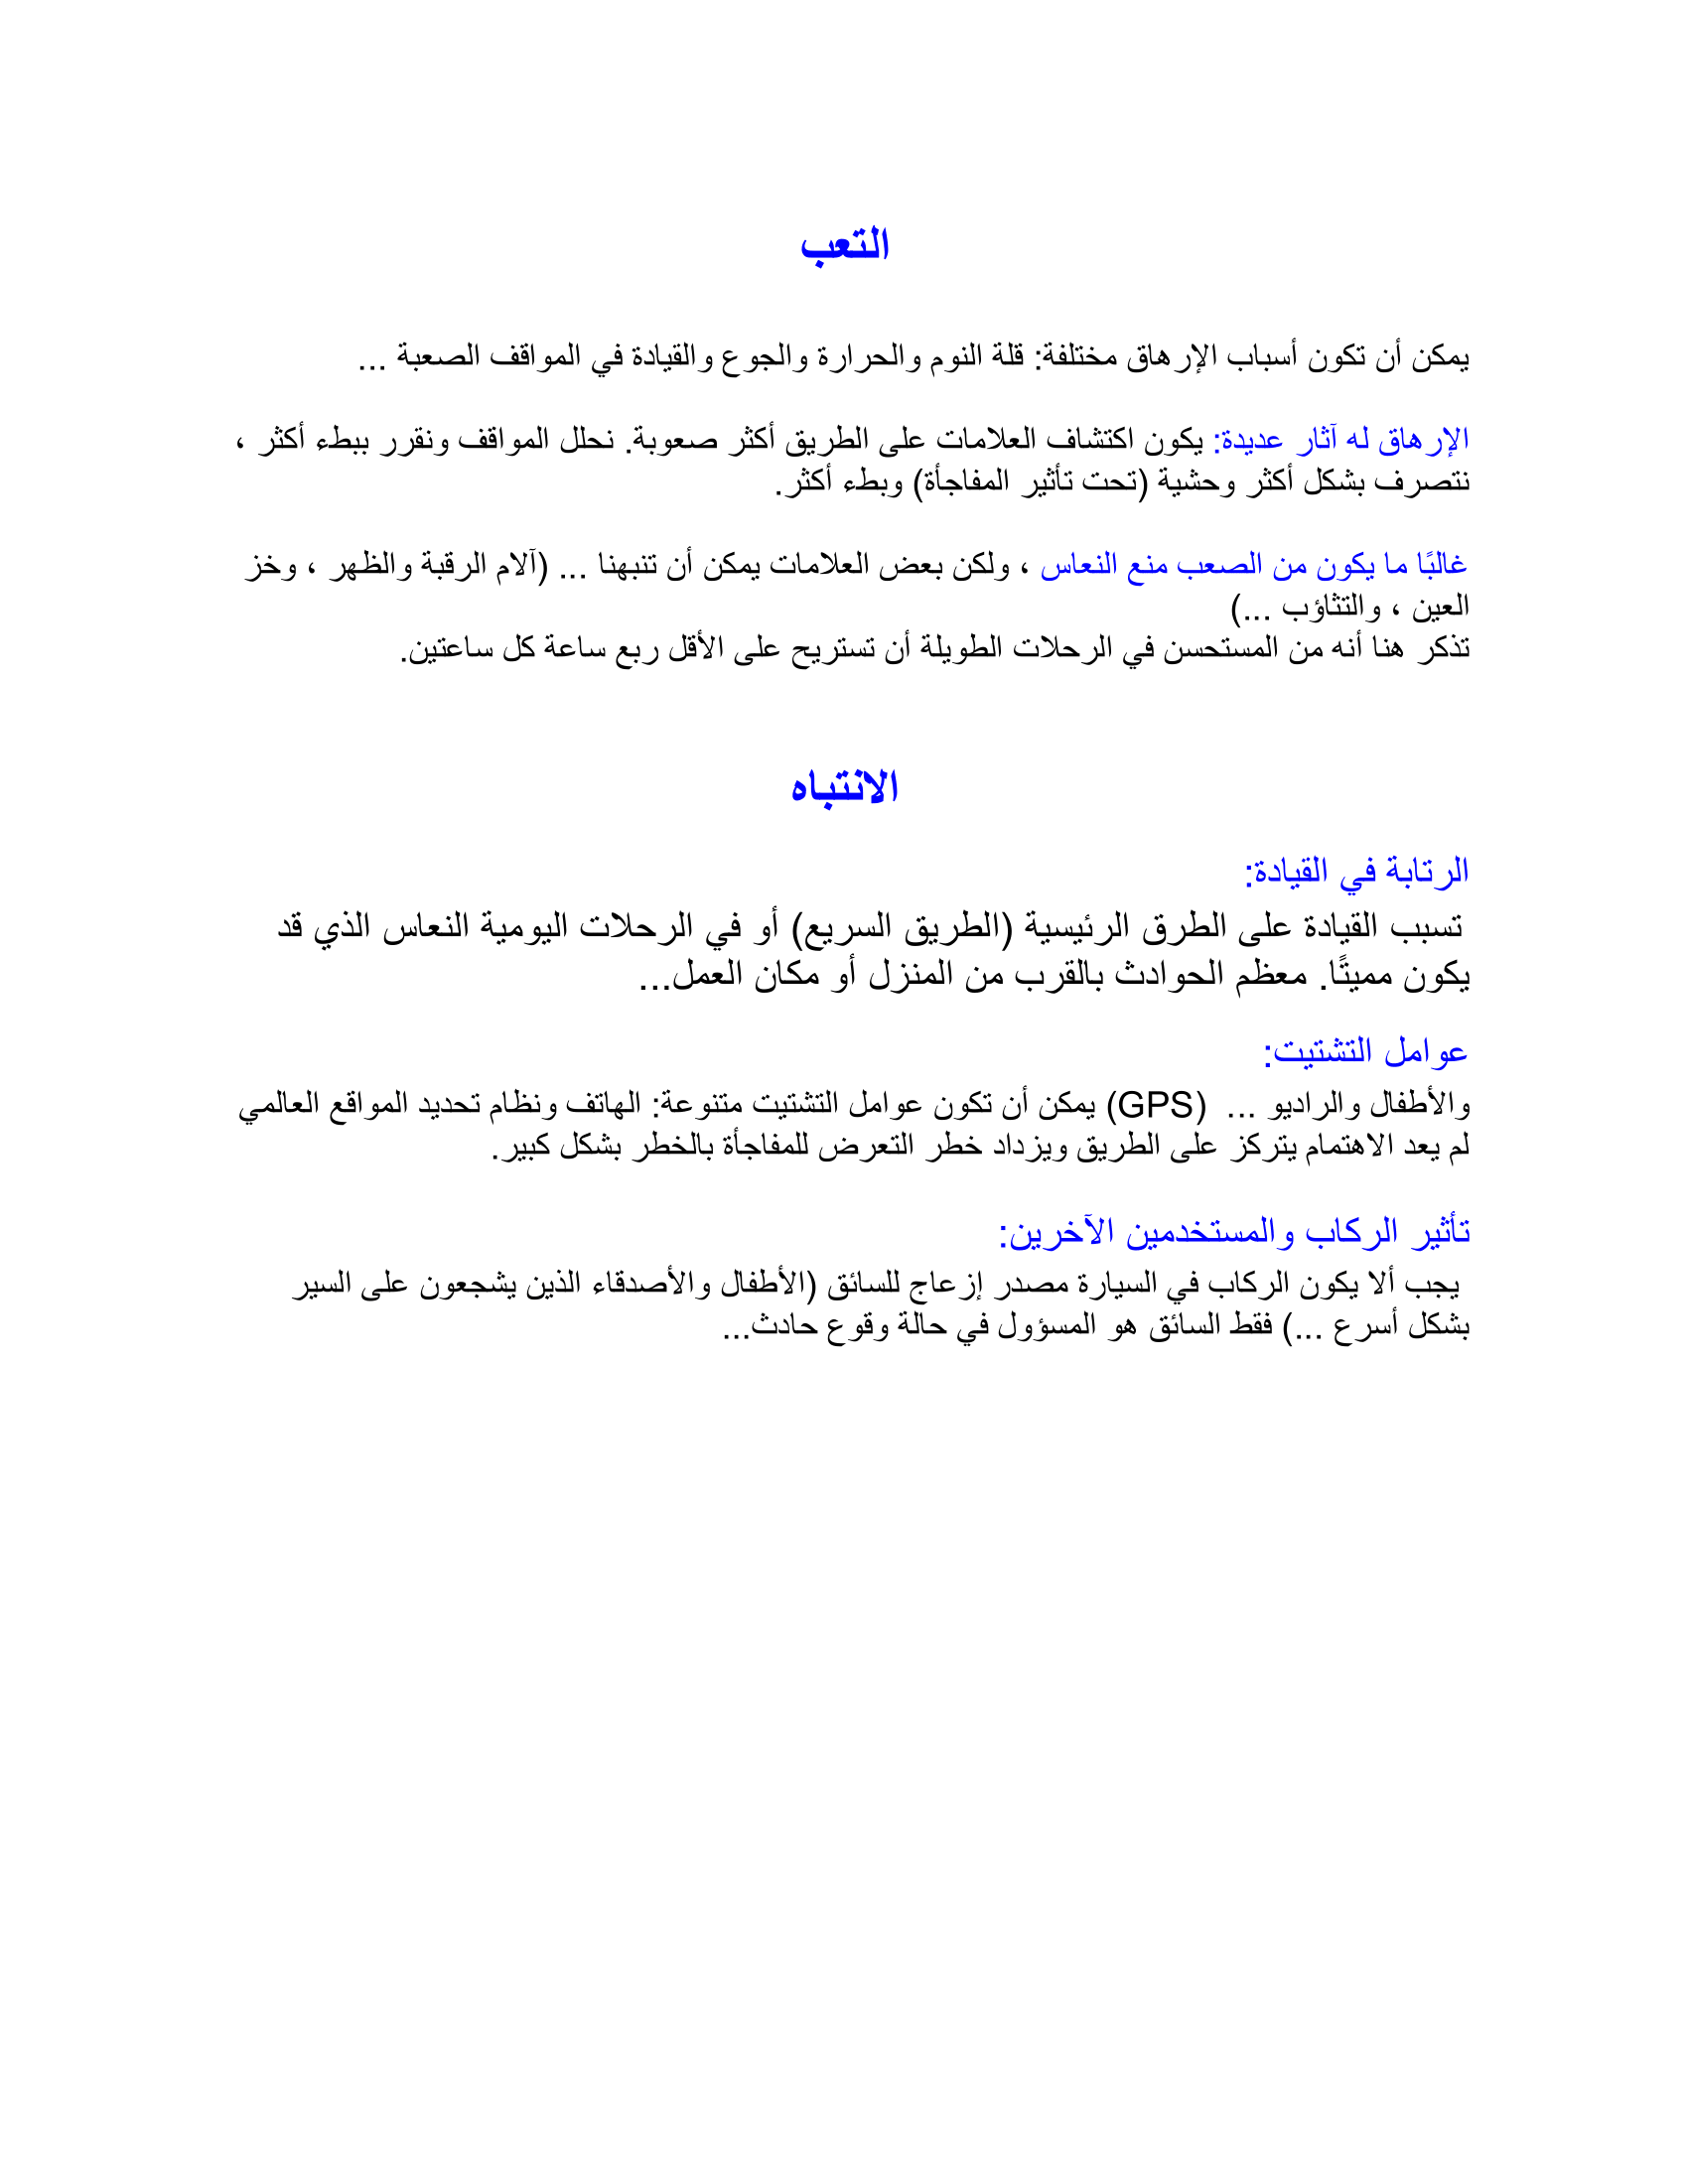 التعب
يمكن أن تكون أسباب الإرهاق مختلفة: قلة النوم والحرارة والجوع والقيادة في المواقف الصعبة ...
الإرهاق له آثار عديدة: يكون اكتشاف العلامات على الطريق أكثر صعوبة. نحلل المواقف ونقرر ببطء أكثر ،
نتصرف بشكل أكثر وحشية (تحت تأثير المفاجأة) وبطء أكثر.
غالبًا ما يكون من الصعب منع النعاس ، ولكن بعض العلامات يمكن أن تنبهنا ... (آلام الرقبة والظهر ، وخز
العين ، والتثاؤب ...)
تذكر هنا أنه من المستحسن في الرحلات الطويلة أن تستريح على الأقل ربع ساعة كل ساعتين.
الانتباه
الرتابة في القيادة:
تسبب القيادة على الطرق الرئيسية (الطريق السريع) أو في الرحلات اليومية النعاس الذي قد
يكون مميتًا. معظم الحوادث بالقرب من المنزل أو مكان العمل...
عوامل التشتيت:
والأطفال والراديو ... (GPS) يمكن أن تكون عوامل التشتيت متنوعة: الهاتف ونظام تحديد المواقع العالمي
لم يعد الاهتمام يتركز على الطريق ويزداد خطر التعرض للمفاجأة بالخطر بشكل كبير.
تأثير الركاب والمستخدمين الآخرين:
يجب ألا يكون الركاب في السيارة مصدر إزعاج للسائق (الأطفال والأصدقاء الذين يشجعون على السير
بشكل أسرع ...) فقط السائق هو المسؤول في حالة وقوع حادث...